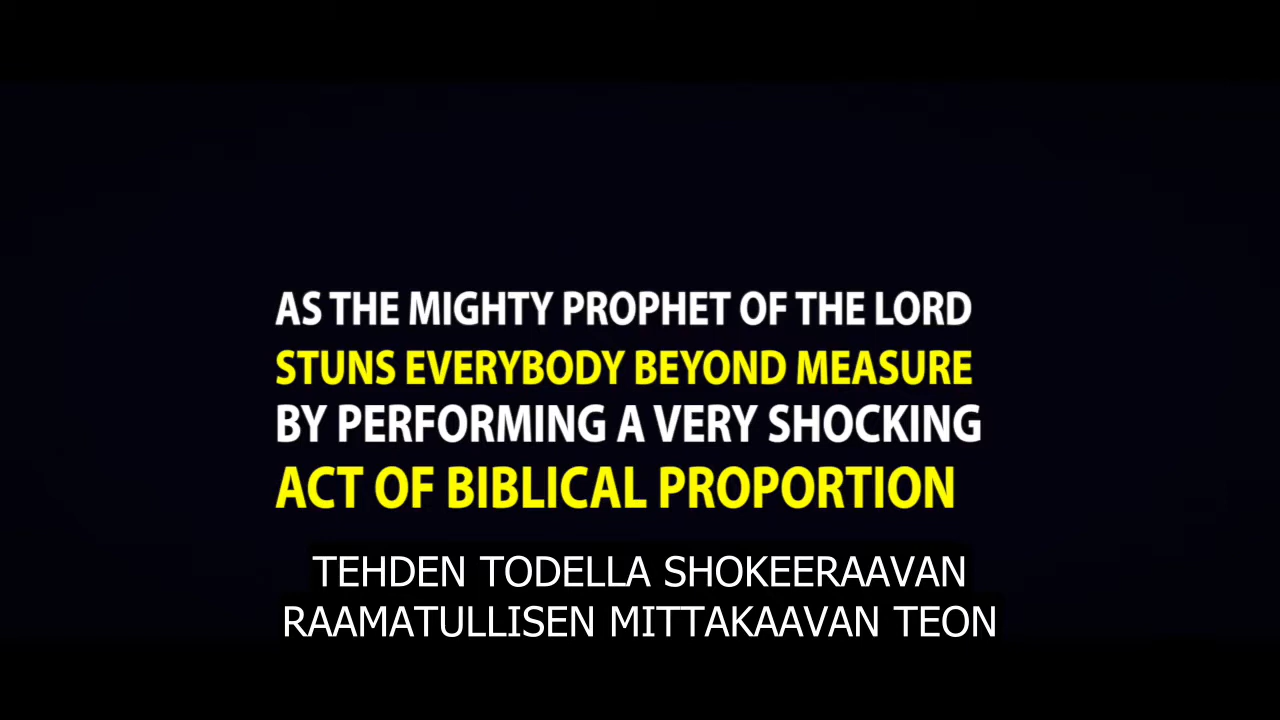 AS THE MIGHTY PROPHET OF THE LORD
STUNS EVERYBODY BEYOND MEASURE
BY PERFORMING A VERY SHOCKING
ACT OF BIBLICAL PROPORTION
TEHDEN TODELLA SHOKEERAAVAN
RAAMATULLISEN MITTAKAAVAN TEON